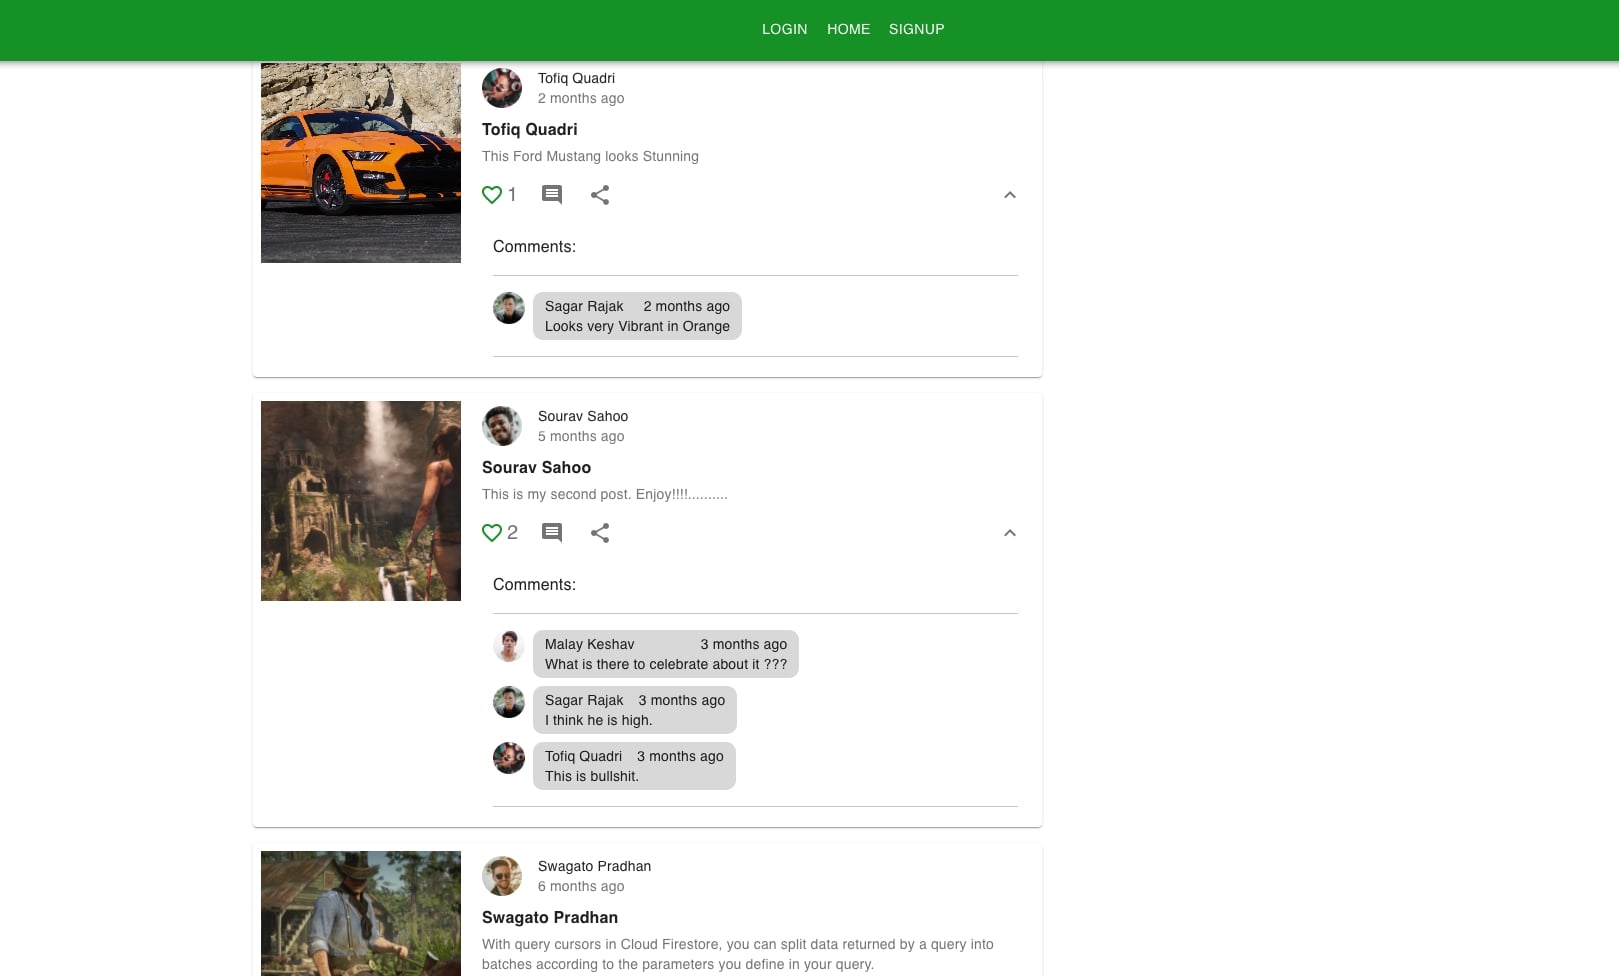 LOGIN HOME SIGNUP
Tofiq Quadri
2 months ago
Tofiq Quadri
This Ford Mustang looks Stunning
1
Comments:
Sagar Rajak 2 months ago
Looks very Vibrant in Orange
Sourav Sahoo
5 months ago
Sourav Sahoo
This is my second post. Enjoy!!!!..........
2
Comments:
Malay Keshav 3 months ago
What is there to celebrate about it ???
Sagar Rajak 3 months ago
I think he is high.
Tofiq Quadri 3 months ago
This is bullshit.
Swagato Pradhan
6 months ago
Swagato Pradhan
With query cursors in Cloud Firestore, you can split data returned by a query into
batches according to the parameters you define in your query.